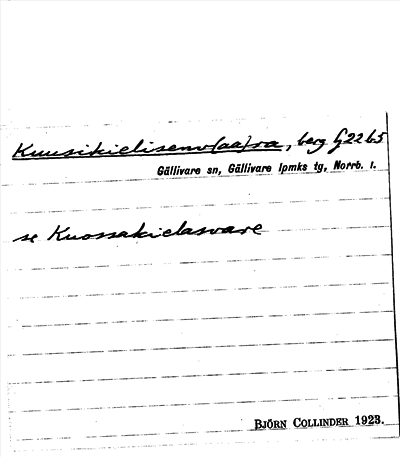 Kuusikielisenv(aa)ra, berg G22 b5
Gällivare sn, Gällivare lpmks tg, Norrb. l.
se Kuossakielasvare
BJÖRN COLLINDER 1923.